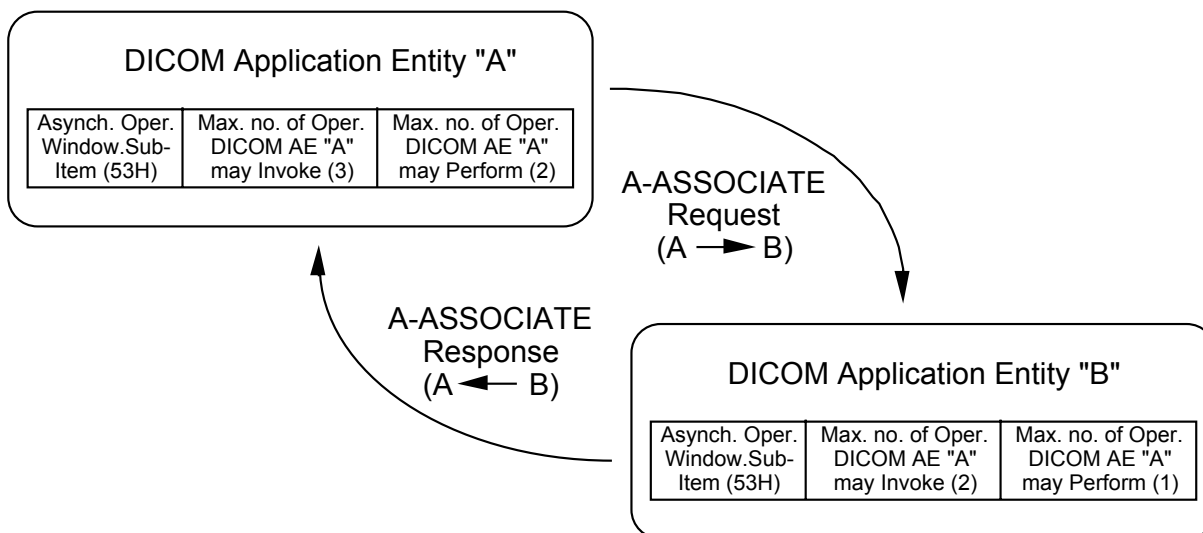 DICOM Application Entity "A"
Asynch. Oper.
Window.Sub-
Item (53H)
Max. no. of Oper.
DICOM AE "A"
may Invoke (3)
Max. no. of Oper.
DICOM AE "A"
may Perform (2)
A-ASSOCIATE
Request
(A → B)
A-ASSOCIATE
Response
(A ← B)
DICOM Application Entity "B"
Asynch. Oper.
Window.Sub-
Item (53H)
Max. no. of Oper.
DICOM AE "A"
may Invoke (2)
Max. no. of Oper.
DICOM AE "A"
may Perform (1)